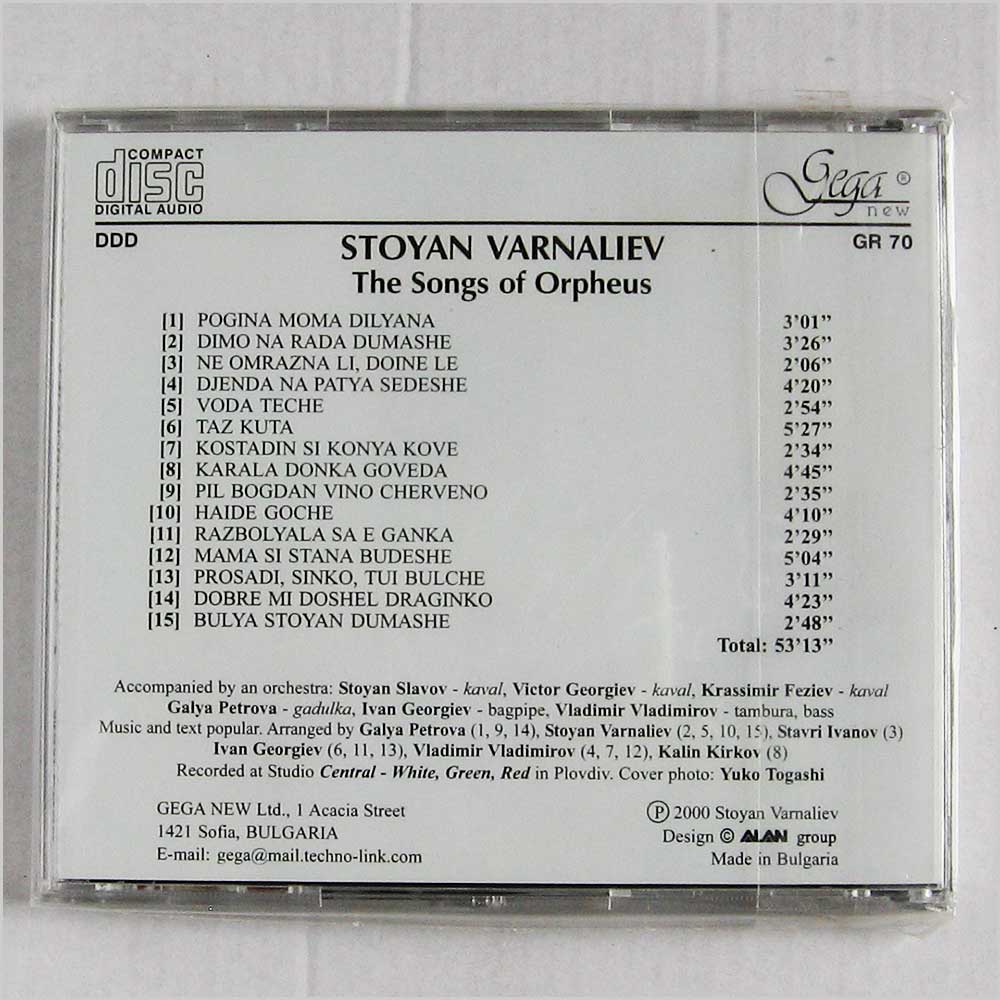 COMPACT
disc
DIGITAL AUDIO
Gega ®
new
DDD
GR 70
STOYAN VARNALIEV
The Songs of Orpheus
[1] POGINA MOMA DILYANA 3’01”
[2] DIMO NA RADA DUMASHE 3’26”
[3] NE OMRAZNA LI, DOINE LE 2’06”
[4] DJENDA NA PATYA SEDESHE 4’20”
[5] VODA TECHE 2’54”
[6] TAZ KUTA 5’27”
[7] KOSTADIN SI KONYA KOVE 2’34”
[8] KARALA DONKA GOVEDA 4’45”
[9] PIL BOGDAN VINO CHERVENO 2’35”
[10] HAIDE GOCHE 4’10”
[11] RAZBOLYALA SA E GANKA 2’29”
[12] MAMA SI STANA BUDESHE 5’04”
[13] PROSADI, SINKO, TUI BULCHE 3’11”
[14] DOBRE MI DOSHEL DRAGINKO 4’23”
[15] BULYA STOYAN DUMASHE 2’48”
Total: 53’13”
Accompanied by an orchestra: Stoyan Slavov - kaval, Victor Georgiev - kaval, Krassimir Feziev - kaval
Galya Petrova - gadulka, Ivan Georgiev - bagpipe, Vladimir Vladimirov - tambura, bass
Music and text popular. Arranged by Galya Petrova (1, 9, 14), Stoyan Varnaliev (2, 5, 10, 15), Stavri Ivanov (3)
Ivan Georgiev (6, 11, 13), Vladimir Vladimirov (4, 7, 12), Kalin Kirkov (8)
Recorded at Studio Central - White, Green, Red in Plovdiv. Cover photo: Yuko Togashi
GEGA NEW Ltd., 1 Acacia Street
1421 Sofia, BULGARIA
E-mail: gega@mail.techno-link.com
Ⓟ 2000 Stoyan Varnaliev
Design © ALAN group
Made in Bulgaria